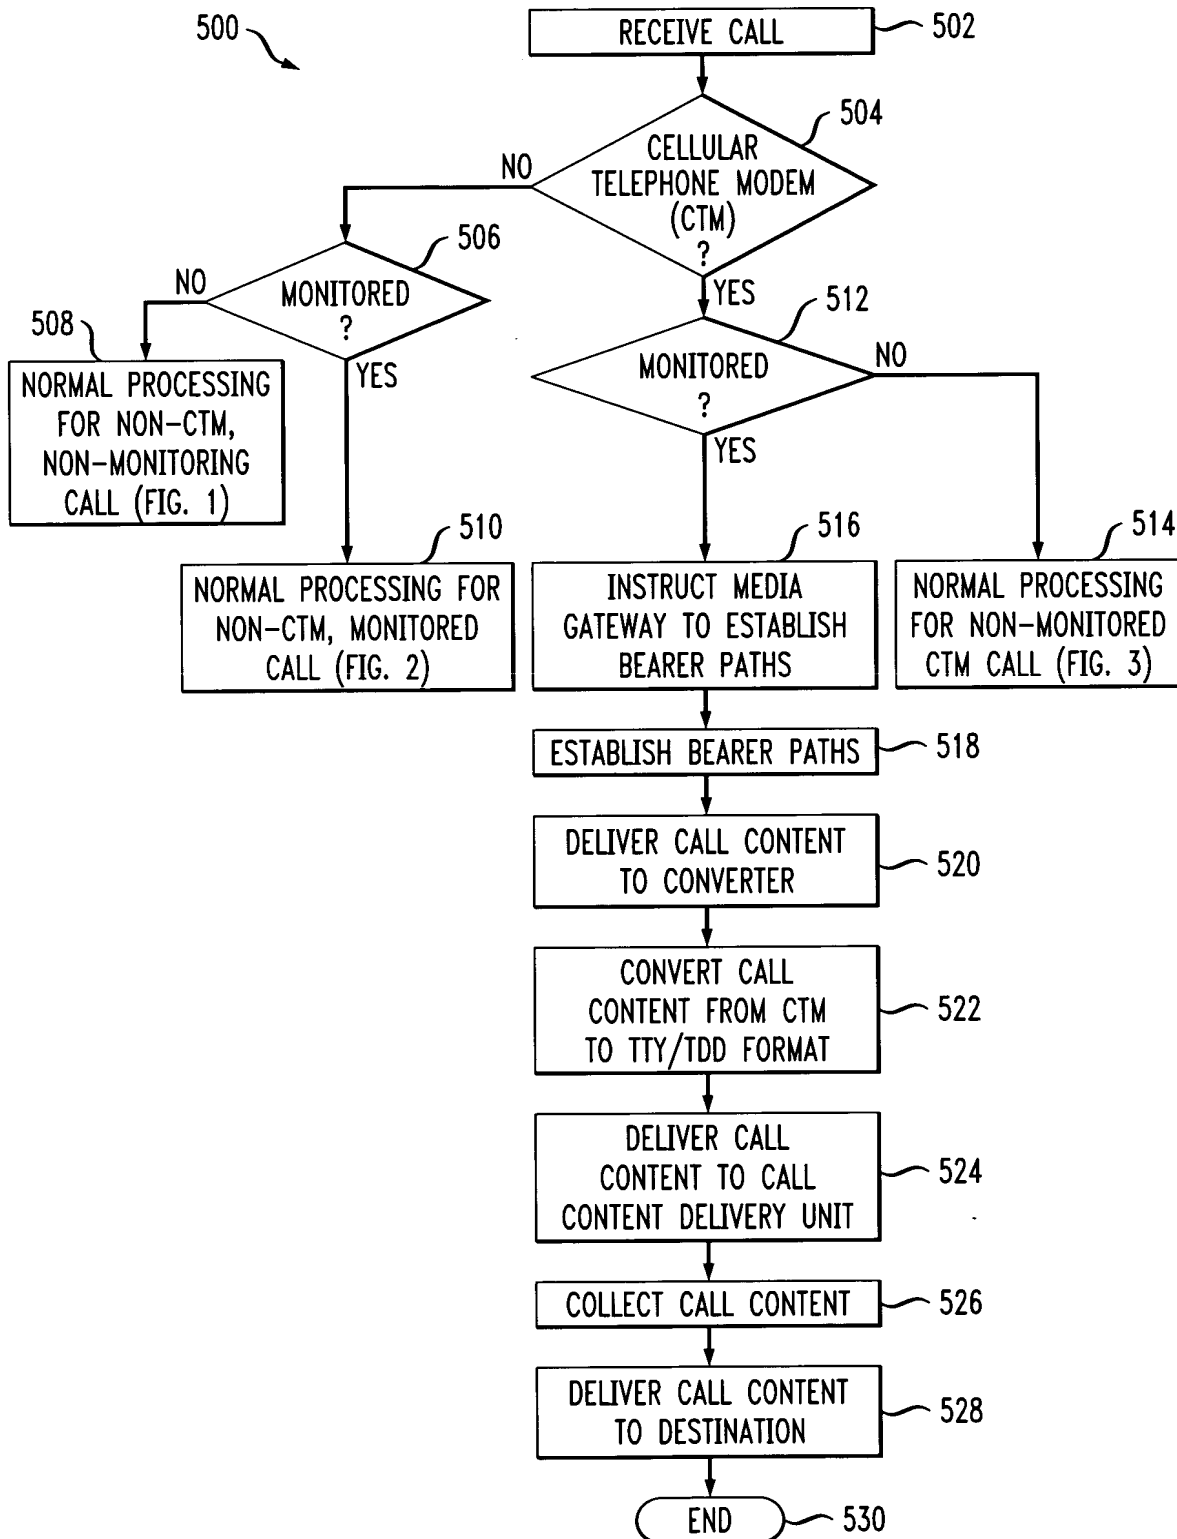 500
RECEIVE CALL
502
CELLULAR
TELEPHONE MODEM
(CTM)
?
504
NO
YES
MONITORED
?
506
NO
YES
508
NORMAL PROCESSING
FOR NON-CTM,
NON-MONITORING
CALL (FIG. 1)
510
NORMAL PROCESSING FOR
NON-CTM, MONITORED
CALL (FIG. 2)
MONITORED
?
512
NO
YES
514
NORMAL PROCESSING
FOR NON-MONITORED
CTM CALL (FIG. 3)
516
INSTRUCT MEDIA
GATEWAY TO ESTABLISH
BEARER PATHS
ESTABLISH BEARER PATHS
518
DELIVER CALL CONTENT
TO CONVERTER
520
CONVERT CALL
CONTENT FROM CTM
TO TTY/TDD FORMAT
522
DELIVER CALL
CONTENT TO CALL
CONTENT DELIVERY UNIT
524
COLLECT CALL CONTENT
526
DELIVER CALL CONTENT
TO DESTINATION
528
END
530